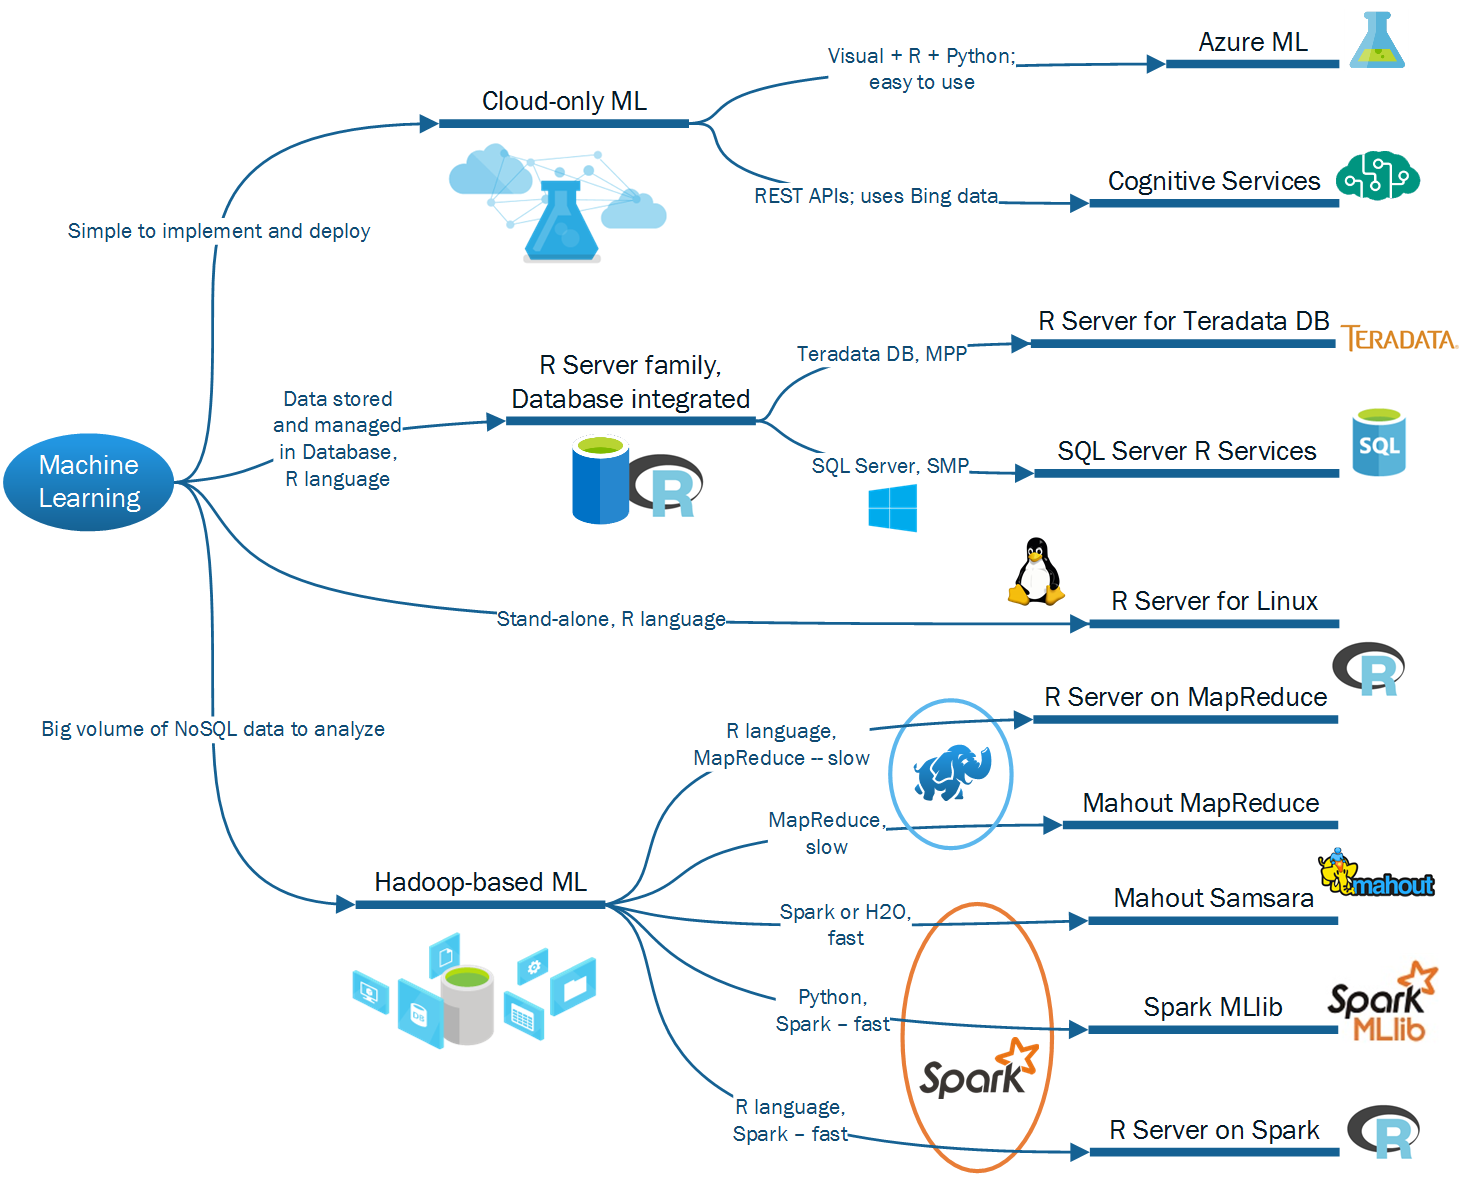 Visual + R + Python;
easy to use
Azure ML
Cloud-only ML
REST APIs; uses Bing data
Cognitive Services
Simple to implement and deploy
R Server for Teradata DB
TERADATA.
Teradata DB, MPP
R Server family,
Database integrated
Data stored
and managed
in Database,
R language
R
SQL Server, SMP
SQL Server R Services
SQL
Machine
Learning
Stand-alone, R language
R Server for Linux
R
Big volume of NoSQL data to analyze
R language,
MapReduce -- slow
R Server on MapReduce
MapReduce,
slow
Mahout MapReduce
Hadoop-based ML
DB
Spark or H2O,
fast
Mahout Samsara
mahout
Python,
Spark – fast
Spark MLlib
Spark
MLlib
Spark
R language,
Spark – fast
R Server on Spark
R